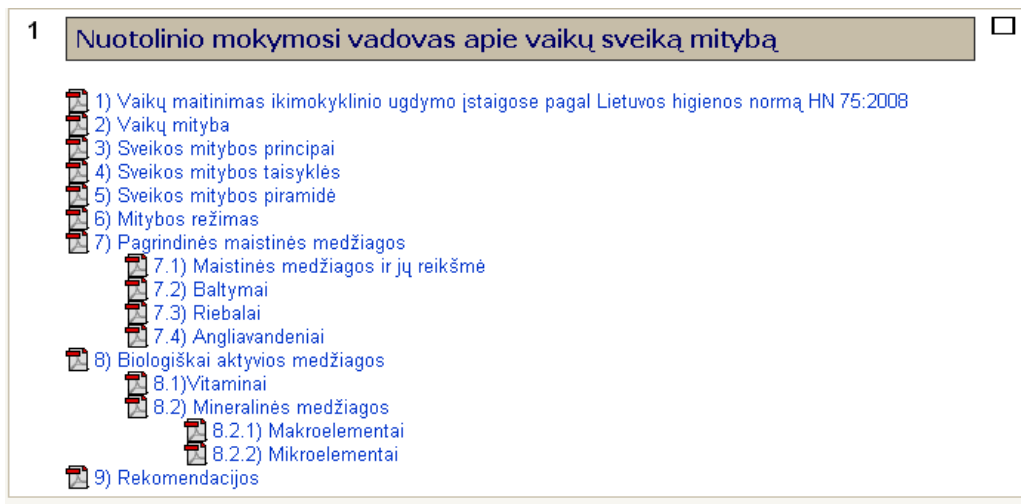 1
Nuotolinio mokymosi vadovas apie vaikų sveiką mitybą
1) Vaikų maitinimas ikimokyklinio ugdymo įstaigose pagal Lietuvos higienos normą HN 75:2008
2) Vaikų mityba
3) Sveikos mitybos principai
4) Sveikos mitybos taisyklės
5) Sveikos mitybos piramidė
6) Mitybos režimas
7) Pagrindinės maistinės medžiagos
7.1) Maistinės medžiagos ir jų reikšmė
7.2) Baltymai
7.3) Riebalai
7.4) Angliavandeniai
8) Biologiškai aktyvios medžiagos
8.1)Vitaminai
8.2) Mineralinės medžiagos
8.2.1) Makroelementai
8.2.2) Mikroelementai
9) Rekomendacijos